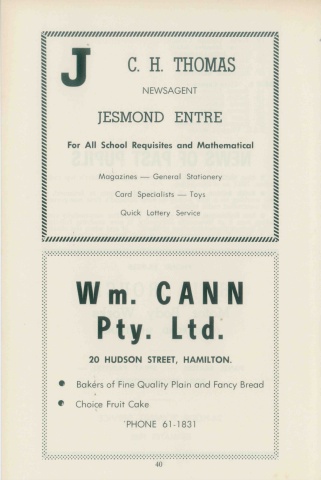 J
C. H. THOMAS
NEWSAGENT
JESMOND ENTRE
For All School Requisites and Mathematical
Magazines — General Stationery
Card Specialists — Toys
Quick Lottery Service
Wm. CANN
Pty. Ltd.
20 HUDSON STREET, HAMILTON.
● Bakers of Fine Quality Plain and Fancy Bread
● Choice Fruit Cake
'PHONE 61-1831
40